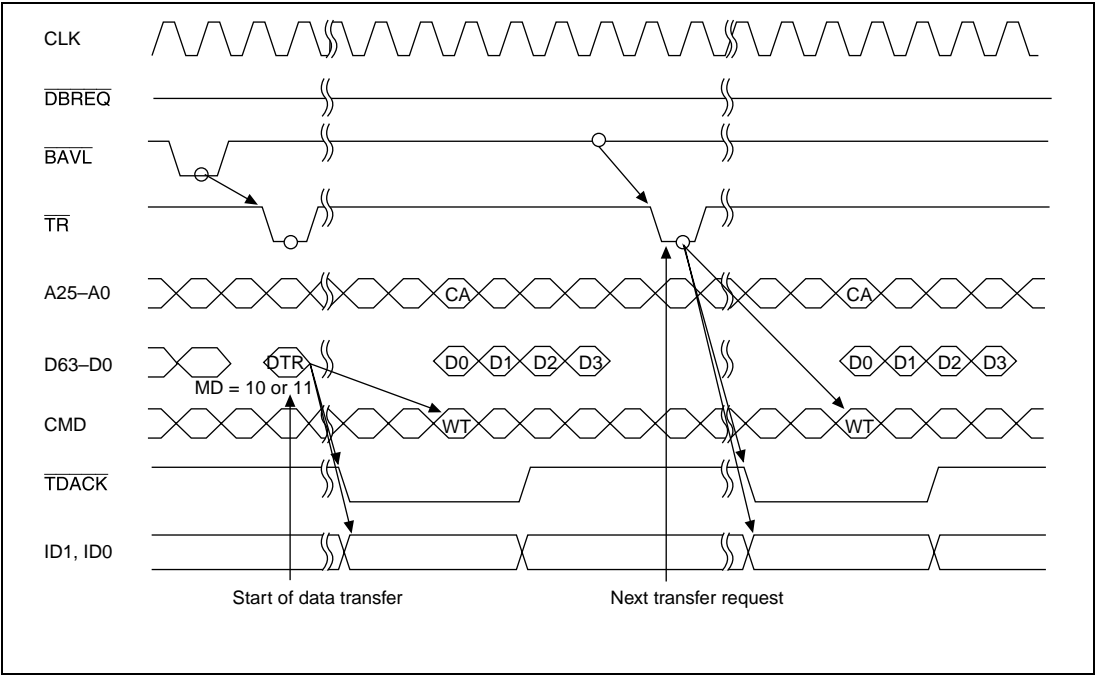 CLK
DBREQ
BAVL
TR
A25–A0 CA CA
D63–D0 DTR D0 D1 D2 D3 D0 D1 D2 D3
MD = 10 or 11
CMD WT WT
TDACK
ID1, ID0
Start of data transfer Next transfer request